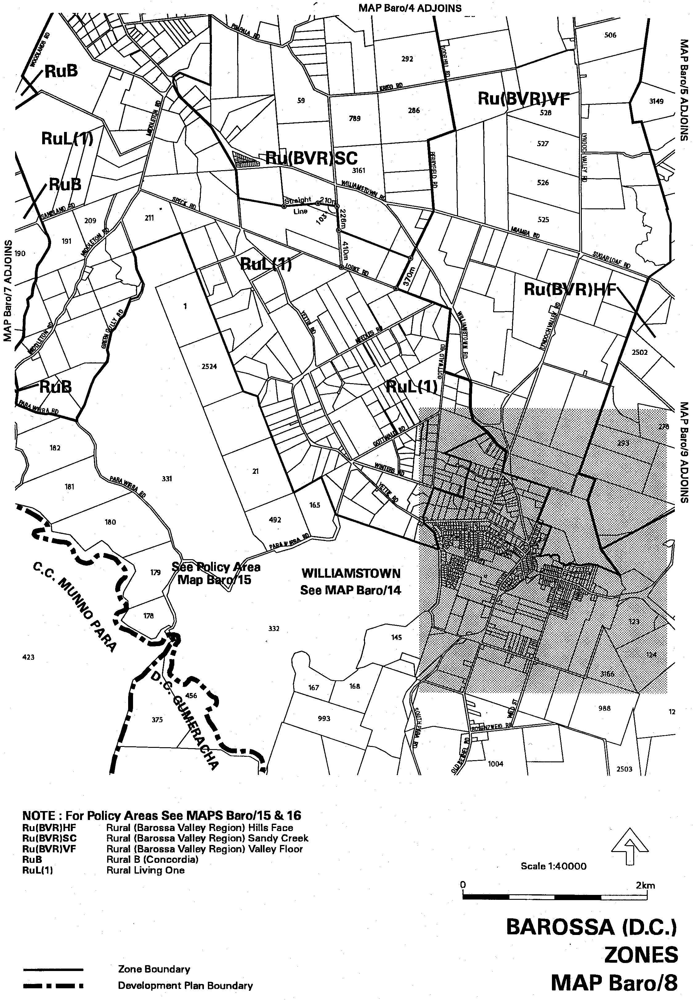 MAP Baro/4 ADJOINS
PIMPALA RD
WOODLANDS RD
506
MAP Baro/5 ADJOINS
292
GODSHILL RD
RuB
KRIEG RD
Ru(BVR)VF
59
3149
MIDDLETON RD
286
528
789
RuL(1)
527
LYNDOC VALLEY RD
Ru(BVR)SC
BERRYFIELD RD
3161
RuB
WILLIAMSTOWN RD
526
SPECK RD
Straight
210m
Line
SANDLAND RD
103°
226m
209
211
525
MIAMBA RD
MIDDLETON RD
191
190
MAP Baro/7 ADJOINS
410m
SUGARLOAF RD
RuL(1)
LORKE RD
370m
Ru(BVR)HF
1
YETTIE RD
GREEN GULLY RD
WILLIAMSTOWN RD
LYNDOCH VALLEY RD
MIDDLETON RD
NEEDLES RD
GOTTWALD RD
2502
2524
RuB
RuL(1)
PARA WIRRA RD
MAP Baro/9 ADJOINS
278
GOTTWALD RD
293
182
21
WINTERS RD
331
PARA WIRRA RD
181
YETTIE RD
165
180
492
PARA WIRRA RD
See Policy Area
Map Baro/15
179
WILLIAMSTOWN
See MAP Baro/14
C.C. MUNNO PARA
178
332
145
123
423
124
D.C. GUMERACHA
3166
167
168
456
988
12
375
993
SOUTH PARA RD
WILD ST
ROSENZWEIG RD
OLD BETHEL RD
1004
2503
NOTE : For Policy Areas See MAPS Baro/15 & 16
Ru(BVR)HF Rural (Barossa Valley Region) Hills Face
Ru(BVR)SC Rural (Barossa Valley Region) Sandy Creek
Ru(BVR)VF Rural (Barossa Valley Region) Valley Floor
RuB Rural B (Concordia)
RuL(1) Rural Living One
Scale 1:40000
0 2km
BAROSSA (D.C.)
ZONES
MAP Baro/8
Zone Boundary
Development Plan Boundary